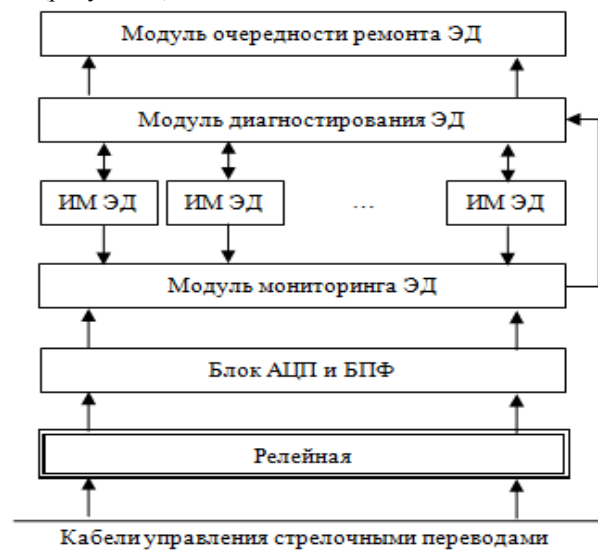 Модуль очередности ремонта ЭД
Модуль диагностирования ЭД
ИМ ЭД ИМ ЭД ... ИМ ЭД
Модуль мониторинга ЭД
Блок АЦП и БПФ
Релейная
Кабели управления стрелочными переводами